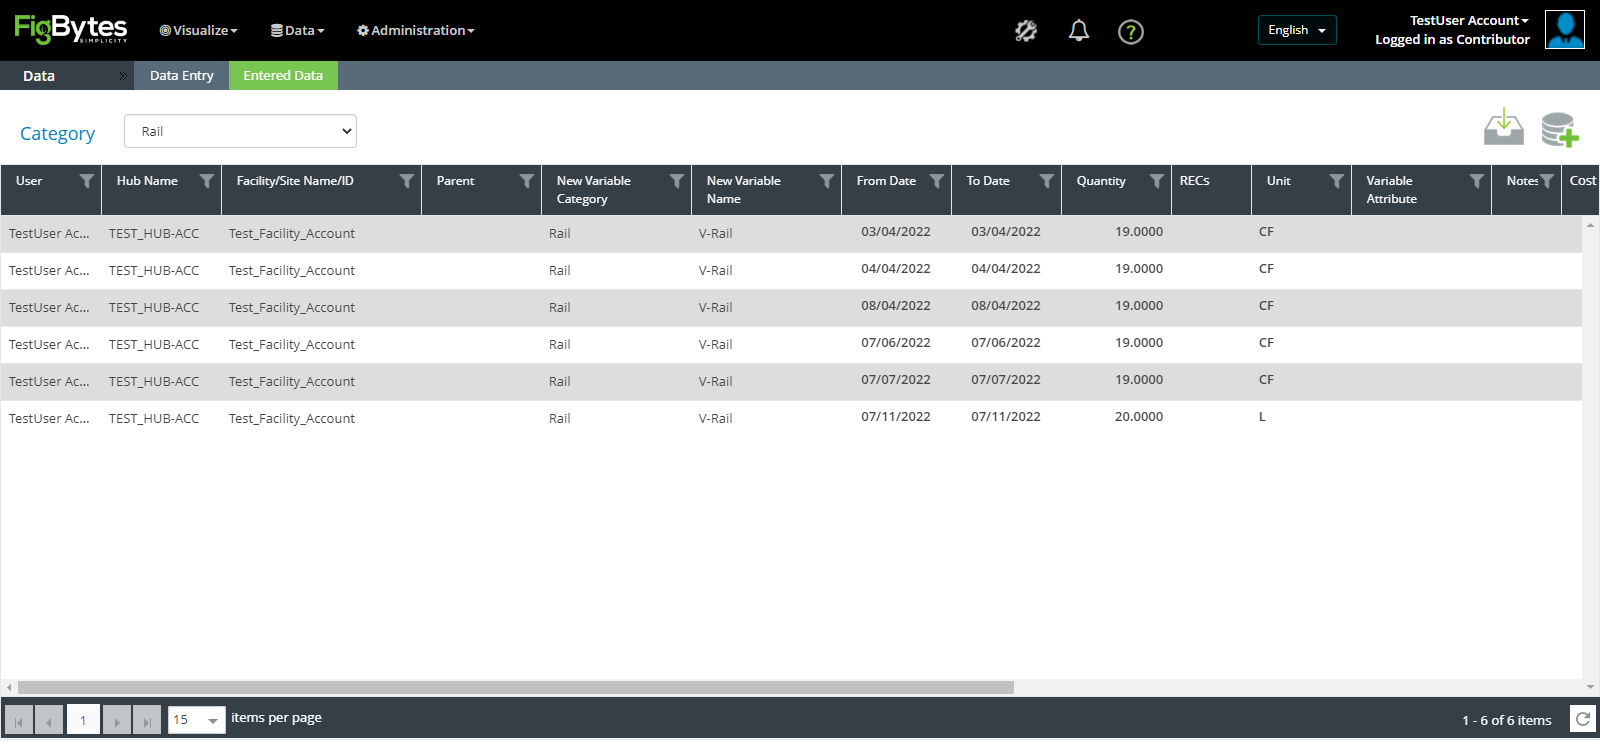 FigBytes
SIMPLICITY
Visualize
Data
Administration
English
TestUser Account
Logged in as Contributor
Data
Data Entry
Entered Data
Category
Rail
User
Hub Name
Facility/Site Name/ID
Parent
New Variable
Category
New Variable
Name
From Date
To Date
Quantity
RECs
Unit
Variable
Attribute
Notes
Cost
TestUser Ac... TEST_HUB-ACC Test_Facility_Account Rail V-Rail 03/04/2022 03/04/2022 19.0000 CF
TestUser Ac... TEST_HUB-ACC Test_Facility_Account Rail V-Rail 04/04/2022 04/04/2022 19.0000 CF
TestUser Ac... TEST_HUB-ACC Test_Facility_Account Rail V-Rail 08/04/2022 08/04/2022 19.0000 CF
TestUser Ac... TEST_HUB-ACC Test_Facility_Account Rail V-Rail 07/06/2022 07/06/2022 19.0000 CF
TestUser Ac... TEST_HUB-ACC Test_Facility_Account Rail V-Rail 07/07/2022 07/07/2022 19.0000 CF
TestUser Ac... TEST_HUB-ACC Test_Facility_Account Rail V-Rail 07/11/2022 07/11/2022 20.0000 L
1
15
items per page
1 - 6 of 6 items